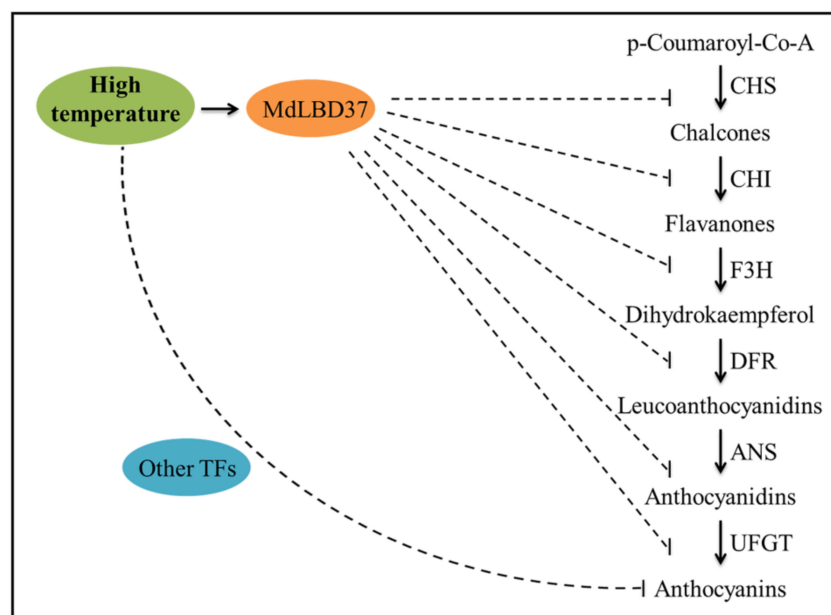 High
temperature
MdLBD37
Other TFs
p-Coumaroyl-Co-A
CHS
Chalcones
CHI
Flavanones
F3H
Dihydrokaempferol
DFR
Leucoanthocyanidins
ANS
Anthocyanidins
UFGT
Anthocyanins